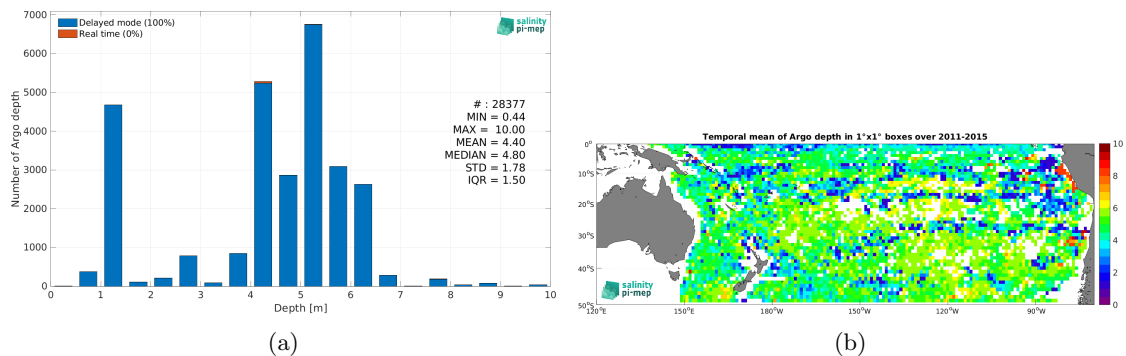 Delayed mode (100%)
Real time (0%)
salinity
pi-mep
Number of Argo depth
7000
6000
5000
4000
3000
2000
1000
0
# : 28377
MIN = 0.44
MAX = 10.00
MEAN = 4.40
MEDIAN = 4.80
STD = 1.78
IQR = 1.50
0 1 2 3 4 5 6 7 8 9 10
Depth [m]
(a)
Temporal mean of Argo depth in 1°x1° boxes over 2011-2015
0°
10°S
20°S
30°S
40°S
50°S
120°E 150°E 180°W 150°W 120°W 90°W
salinity
pi-mep
10
8
6
4
2
0
(b)